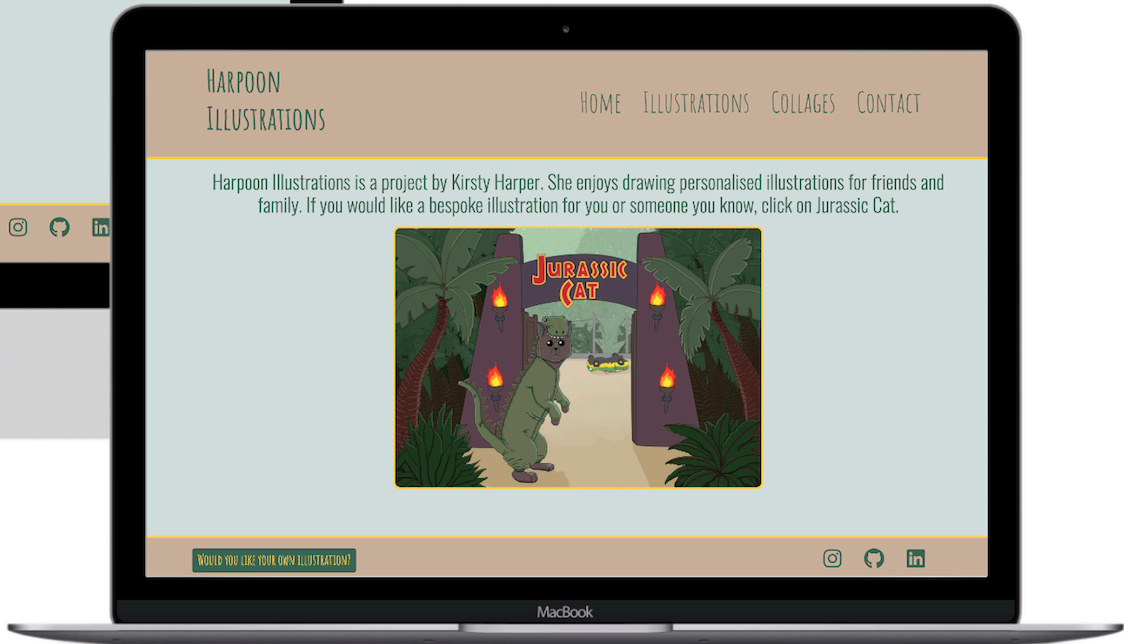 Harpoon
Illustrations
Home Illustrations Collages Contact
Harpoon Illustrations is a project by Kirsty Harper. She enjoys drawing personalised illustrations for friends and
family. If you would like a bespoke illustration for you or someone you know, click on Jurassic Cat.
Jurassic
Cat
Would you like your own illustration?
in
in
MacBook